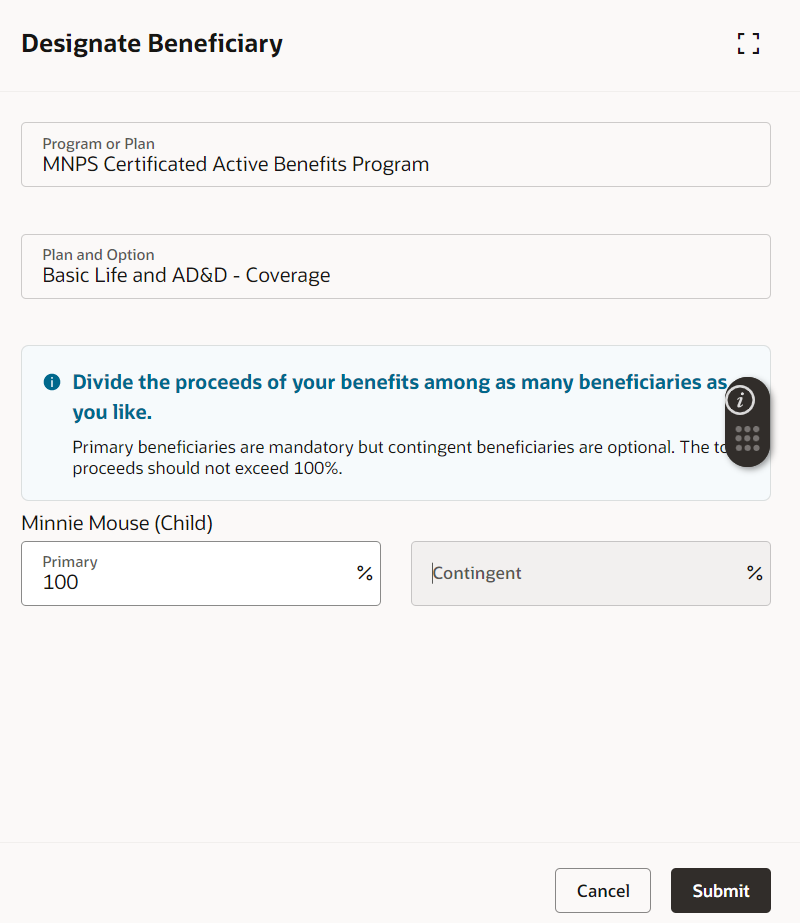 Designate Beneficiary
Program or Plan
MNPS Certificated Active Benefits Program
Plan and Option
Basic Life and AD&D - Coverage
Divide the proceeds of your benefits among as many beneficiaries as
you like.
Primary beneficiaries are mandatory but contingent beneficiaries are optional. The
proceeds should not exceed 100%.
Minnie Mouse (Child)
Primary
100 %
Contingent %
Cancel Submit